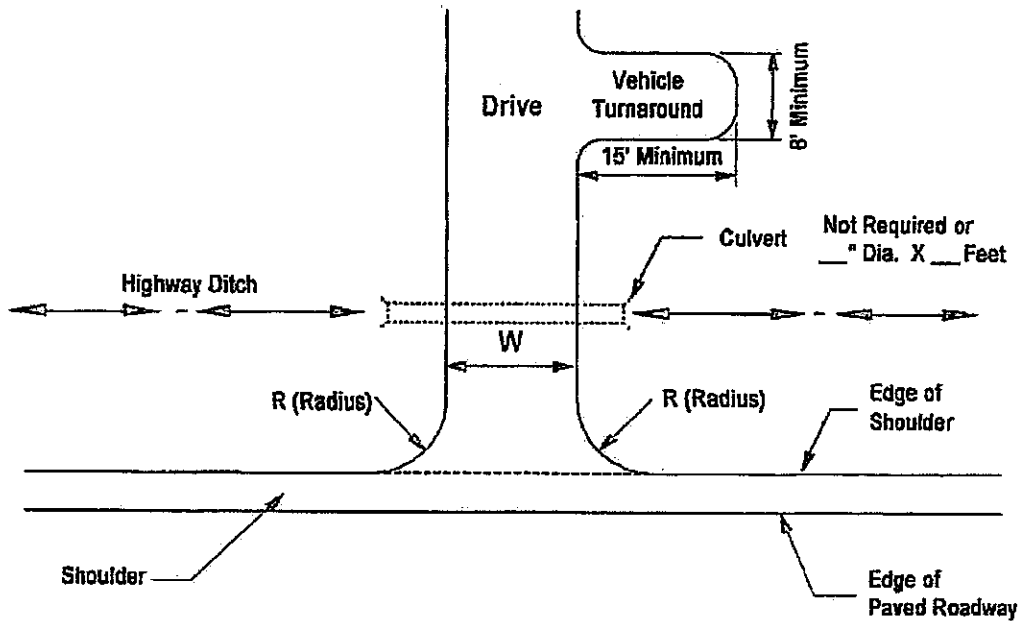 Drive
Vehicle
Turnaround
8' Minimum
15' Minimum
Culvert
Not Required or
__" Dia. X __ Feet
Highway Ditch
W
R (Radius)
R (Radius)
Edge of
Shoulder
Shoulder
Edge of
Paved Roadway